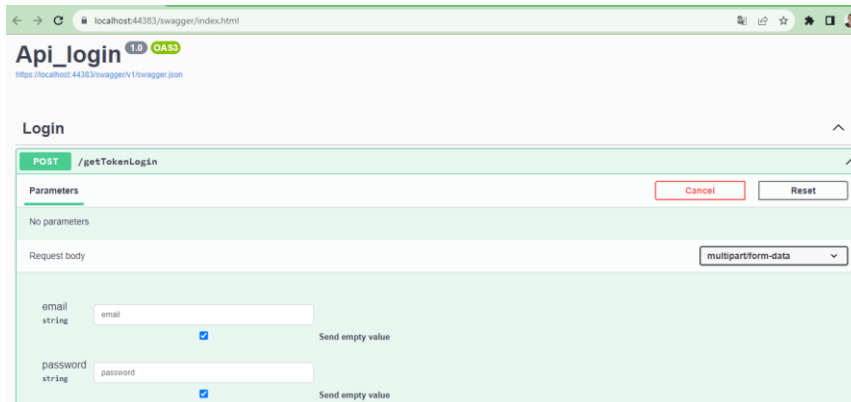 localhost:44383/swagger/index.html
Api_login 1.0 OAS3
https://localhost:44383/swagger/v1/swagger.json
Login
POST /getTokenLogin
Parameters Cancel Reset
No parameters
Request body multipart/form-data
email email
string
Send empty value
password password
string
Send empty value